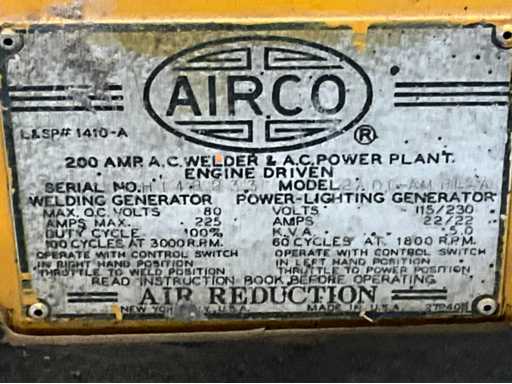 AIRCO
®
L&SP# 1410-A
200 AMP. A.C. WELDER & A.C. POWER PLANT
ENGINE DRIVEN
SERIAL NO. MODEL
WELDING GENERATOR POWER-LIGHTING GENERATOR
MAX. O.C. VOLTS 80 VOLTS 115/230
AMPS MAX. 225 AMPS 22/22
DUTY CYCLE 100% K.V.A. 5.0
100 CYCLES AT 3000 R.P.M. 60 CYCLES AT 1800 R.P.M.
OPERATE WITH CONTROL SWITCH OPERATE WITH CONTROL SWITCH
IN RIGHT HAND POSITION IN LEFT HAND POSITION
THROTTLE TO WELD POSITION THROTTLE TO POWER POSITION
READ INSTRUCTION BOOK BEFORE OPERATING
AIR REDUCTION
NEW YORK N.Y. U.S.A. MADE IN U.S.A.